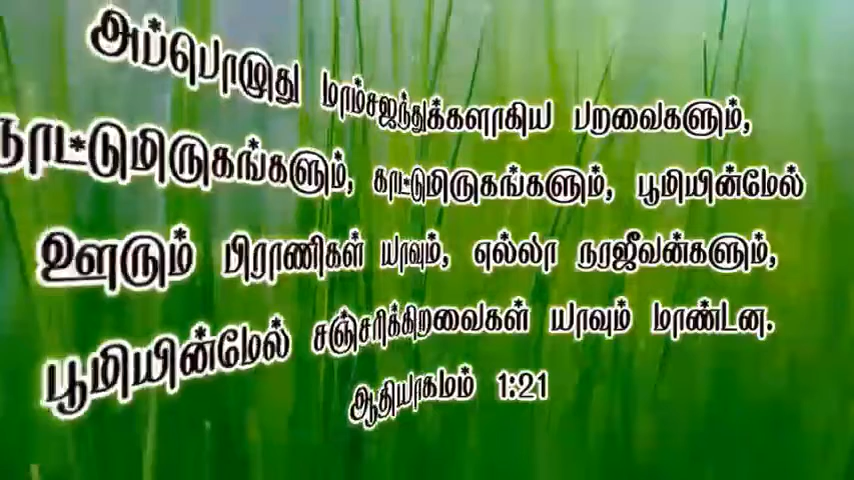 அப்பொழுது மாம்சஜந்துக்களாகிய பறவைகளும்,
நாட்டுமிருகங்களும், காட்டுமிருகங்களும், பூமியின்மேல்
ஊரும் பிராணிகள் யாவும், எல்லா நரஜீவன்களும்,
பூமியின்மேல் சஞ்சரிக்கிறவைகள் யாவும் மாண்டன.
ஆதியாகமம் 1:21